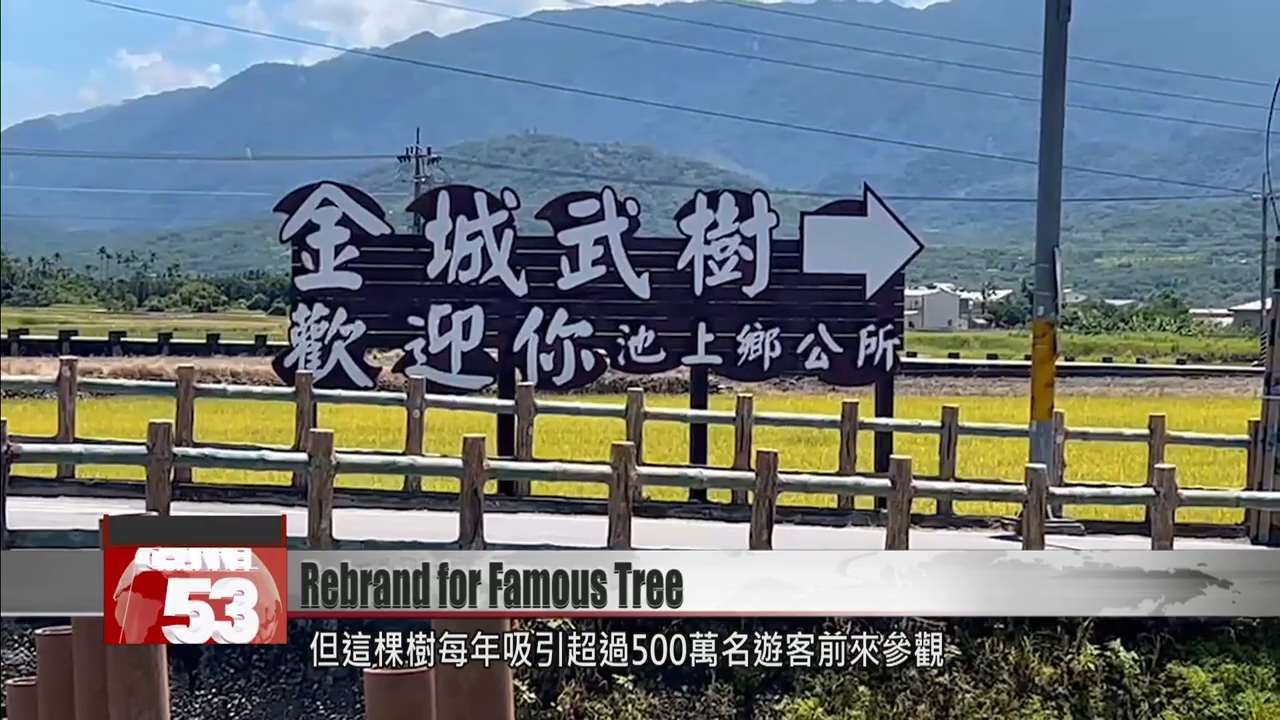 金城武樹
歡迎你池上鄉公所
53
Rebrand for Famous Tree
但這棵樹每年吸引超過500萬名遊客前來參觀